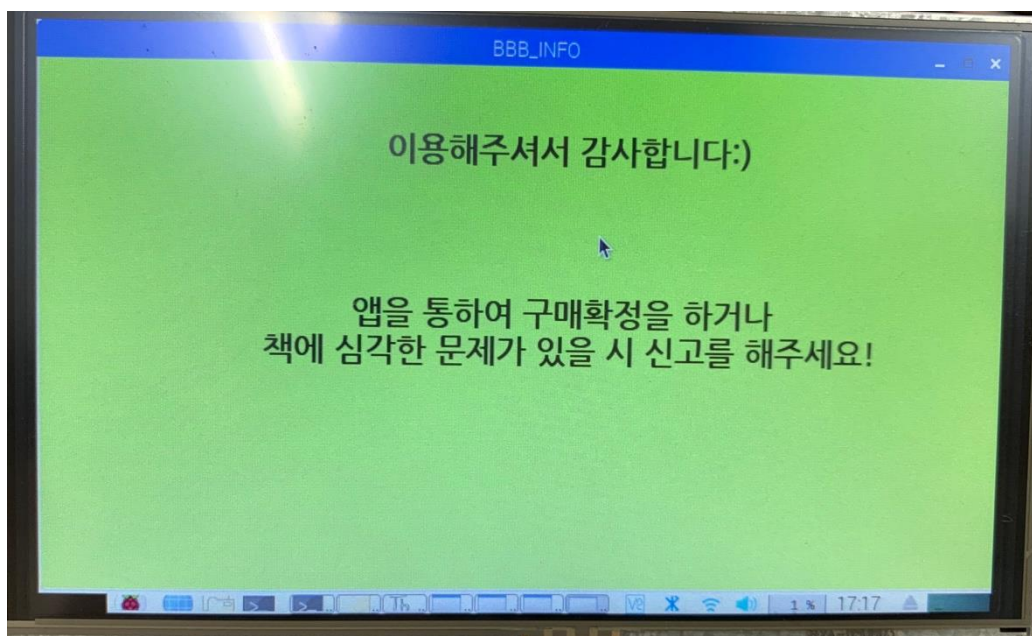 BBB_INFO
이용해주셔서 감사합니다:)
앱을 통하여 구매확정을 하거나
책에 심각한 문제가 있을 시 신고를 해주세요!
1 %
17:17